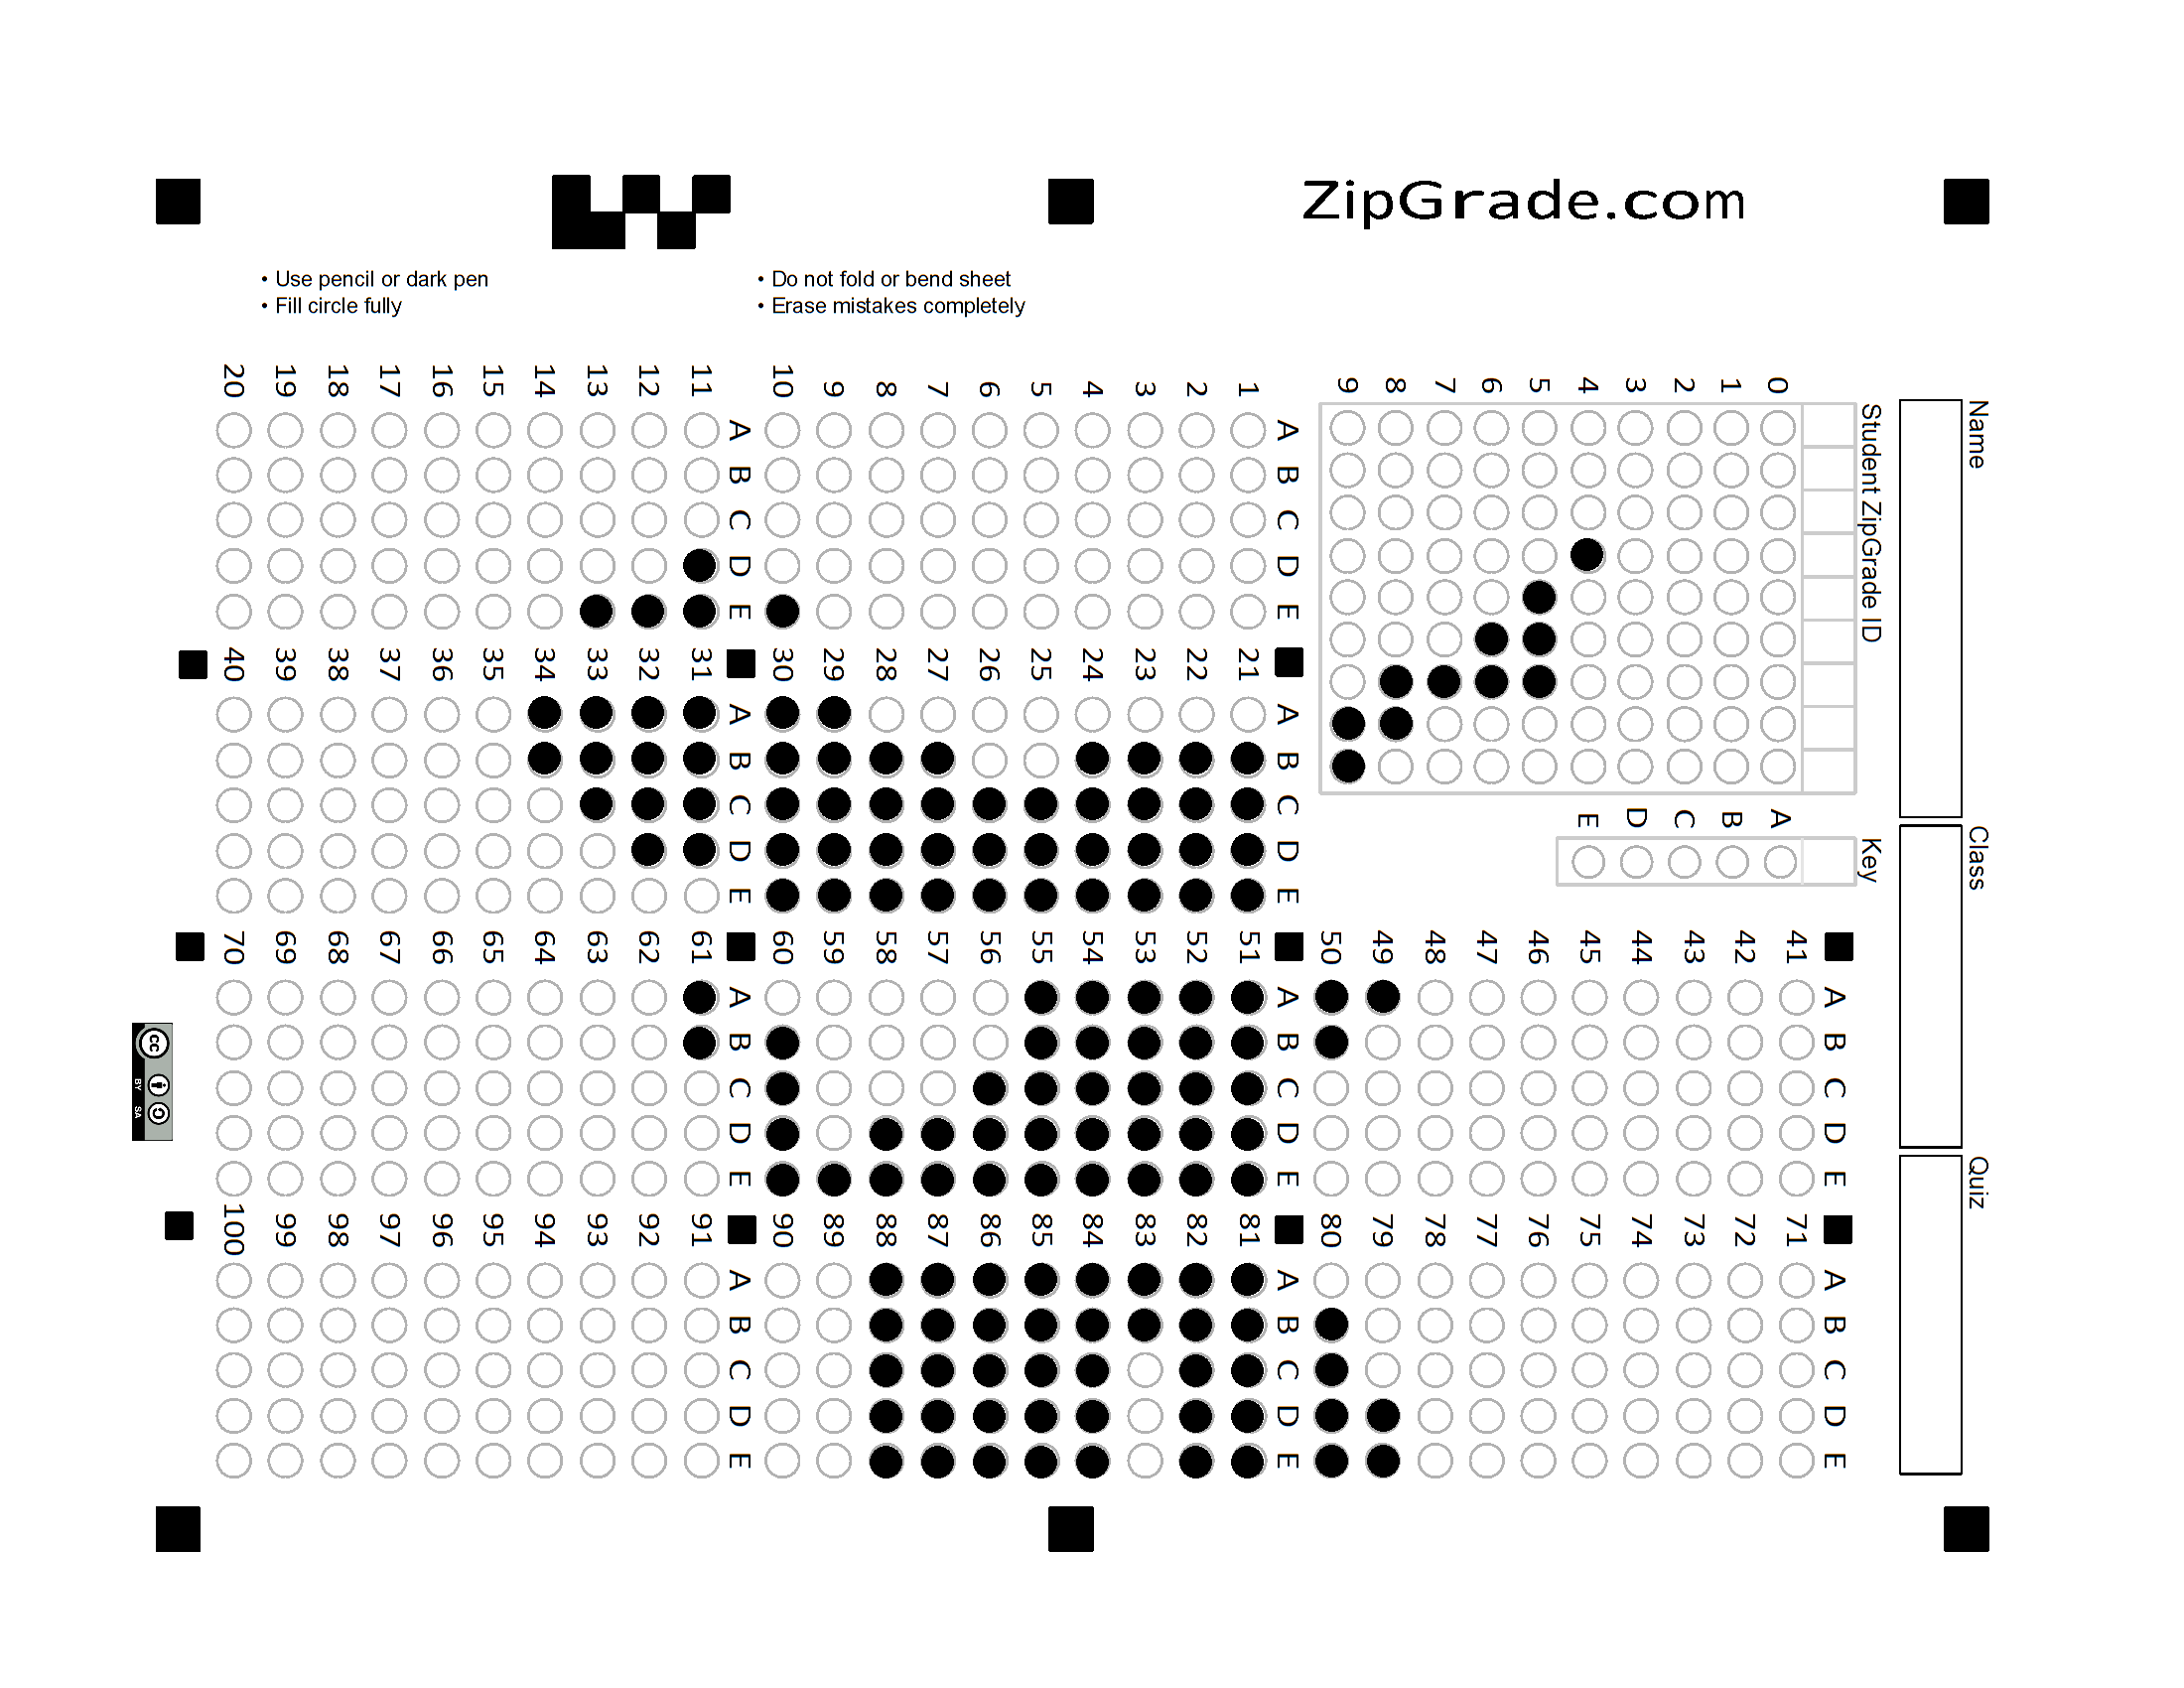 ZipGrade.com
• Use pencil or dark pen
• Fill circle fully
• Do not fold or bend sheet
• Erase mistakes completely
Name
Class
Quiz
Student ZipGrade ID
0 1 2 3 4 5 6 7 8 9
Key
A B C D E
1 2 3 4 5 6 7 8 9 10
A B C D E
11 12 13 14 15 16 17 18 19 20
A B C D E
21 22 23 24 25 26 27 28 29 30
A B C D E
31 32 33 34 35 36 37 38 39 40
A B C D E
41 42 43 44 45 46 47 48 49 50
A B C D E
51 52 53 54 55 56 57 58 59 60
A B C D E
61 62 63 64 65 66 67 68 69 70
A B C D E
71 72 73 74 75 76 77 78 79 80
A B C D E
81 82 83 84 85 86 87 88 89 90
A B C D E
91 92 93 94 95 96 97 98 99 100
A B C D E
cc
BY SA